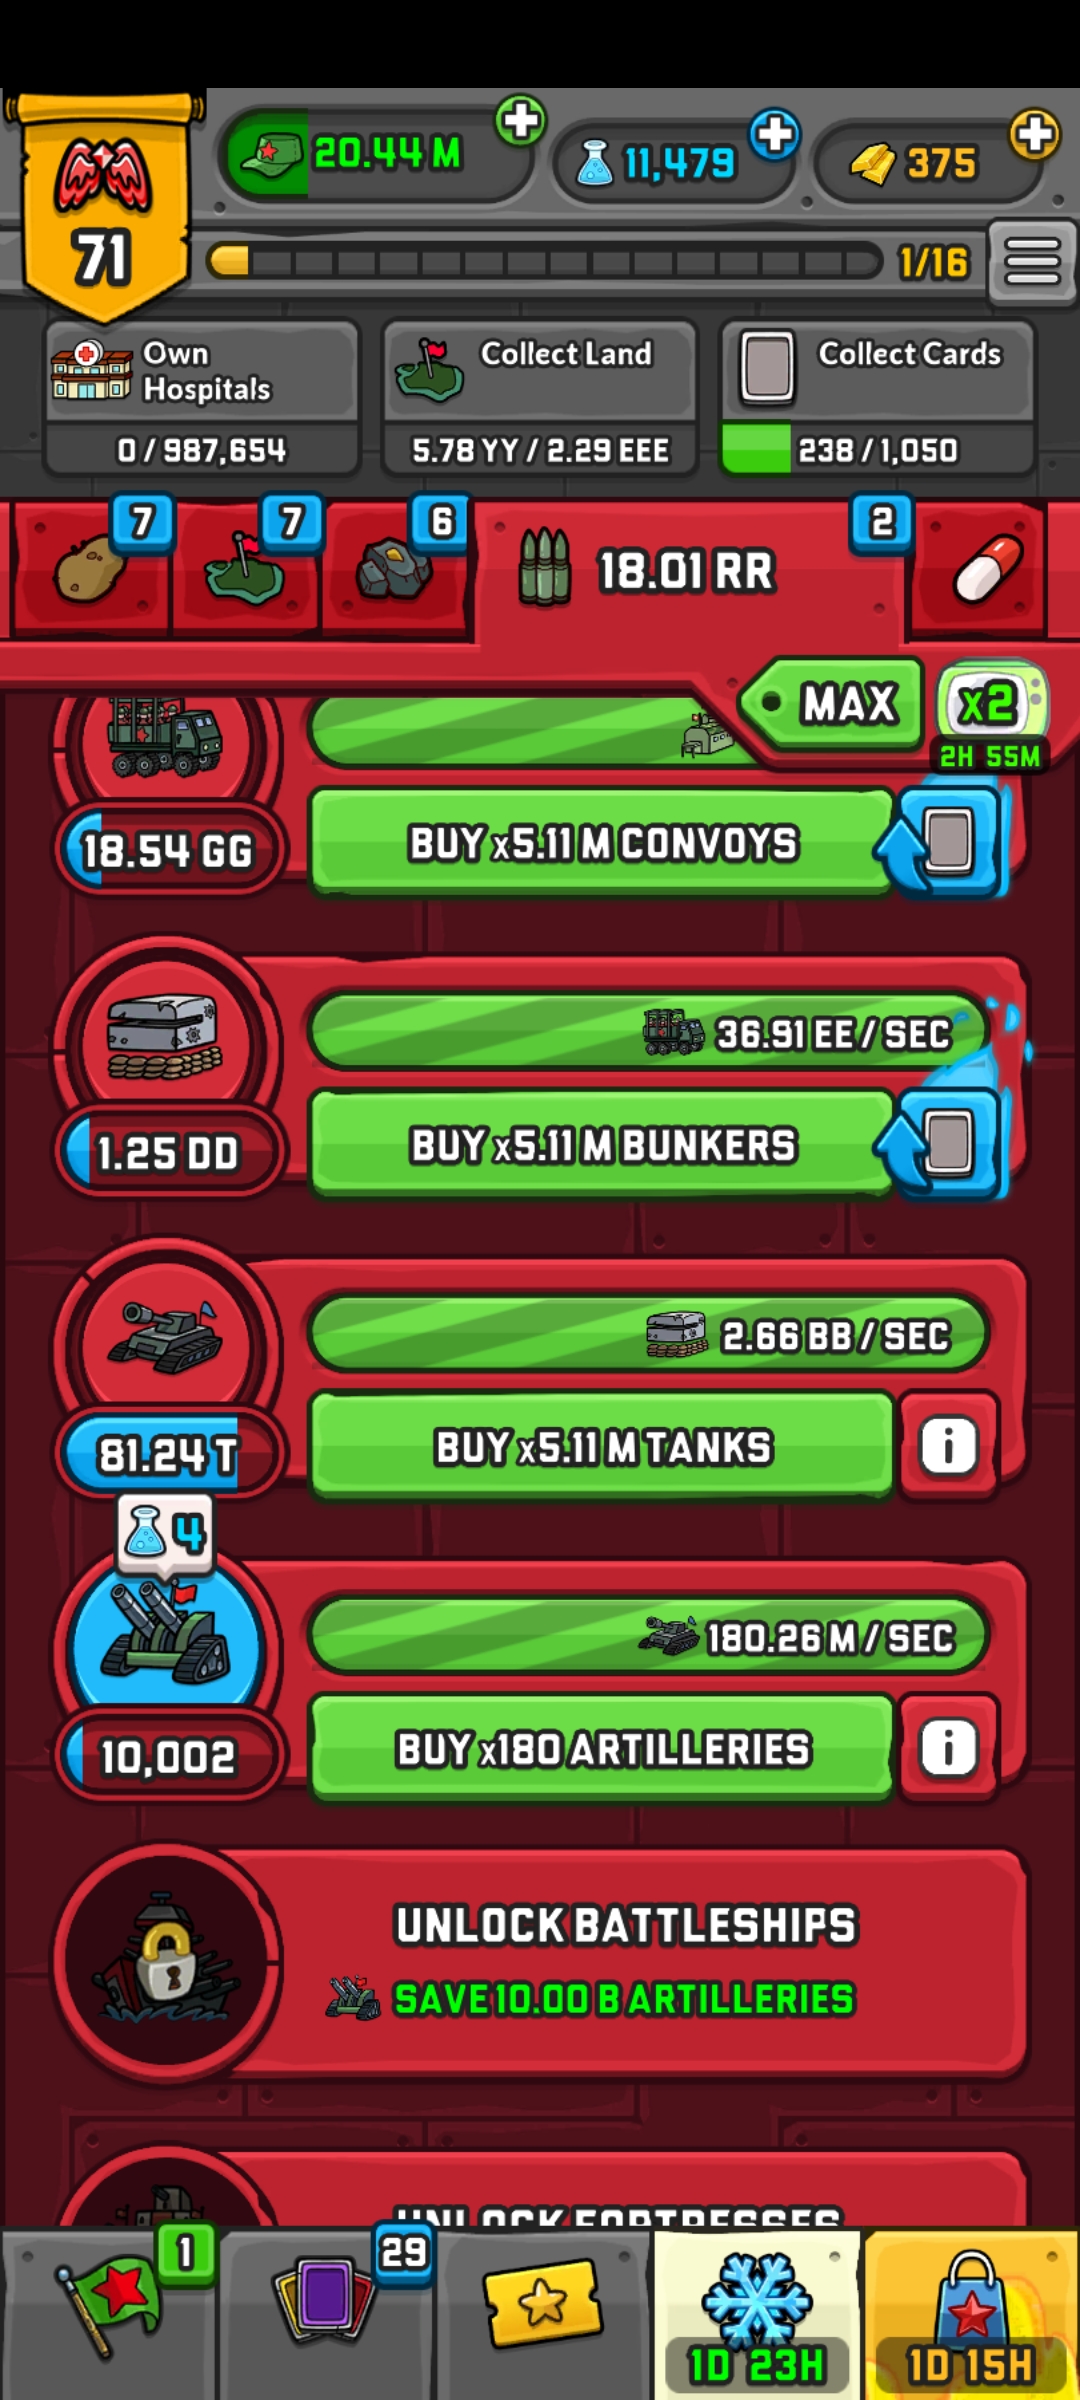 20.44 M
11,479
375
71
1/16
Own
Hospitals
0 / 987,654
Collect Land
5.78 YY / 2.29 EEE
Collect Cards
238 / 1,050
7
7
6
18.01 RR
2
MAX
x2
2H 55M
18.54 GG
BUY x5.11 M CONVOYS
36.91 EE / SEC
1.25 DD
BUY x5.11 M BUNKERS
2.66 BB / SEC
81.24 T
BUY x5.11 M TANKS
i
4
180.26 M / SEC
10,002
BUY x180 ARTILLERIES
i
UNLOCK BATTLESHIPS
SAVE 10.00 B ARTILLERIES
UNLOCK FORTRESSES
1
29
1D 23H
1D 15H